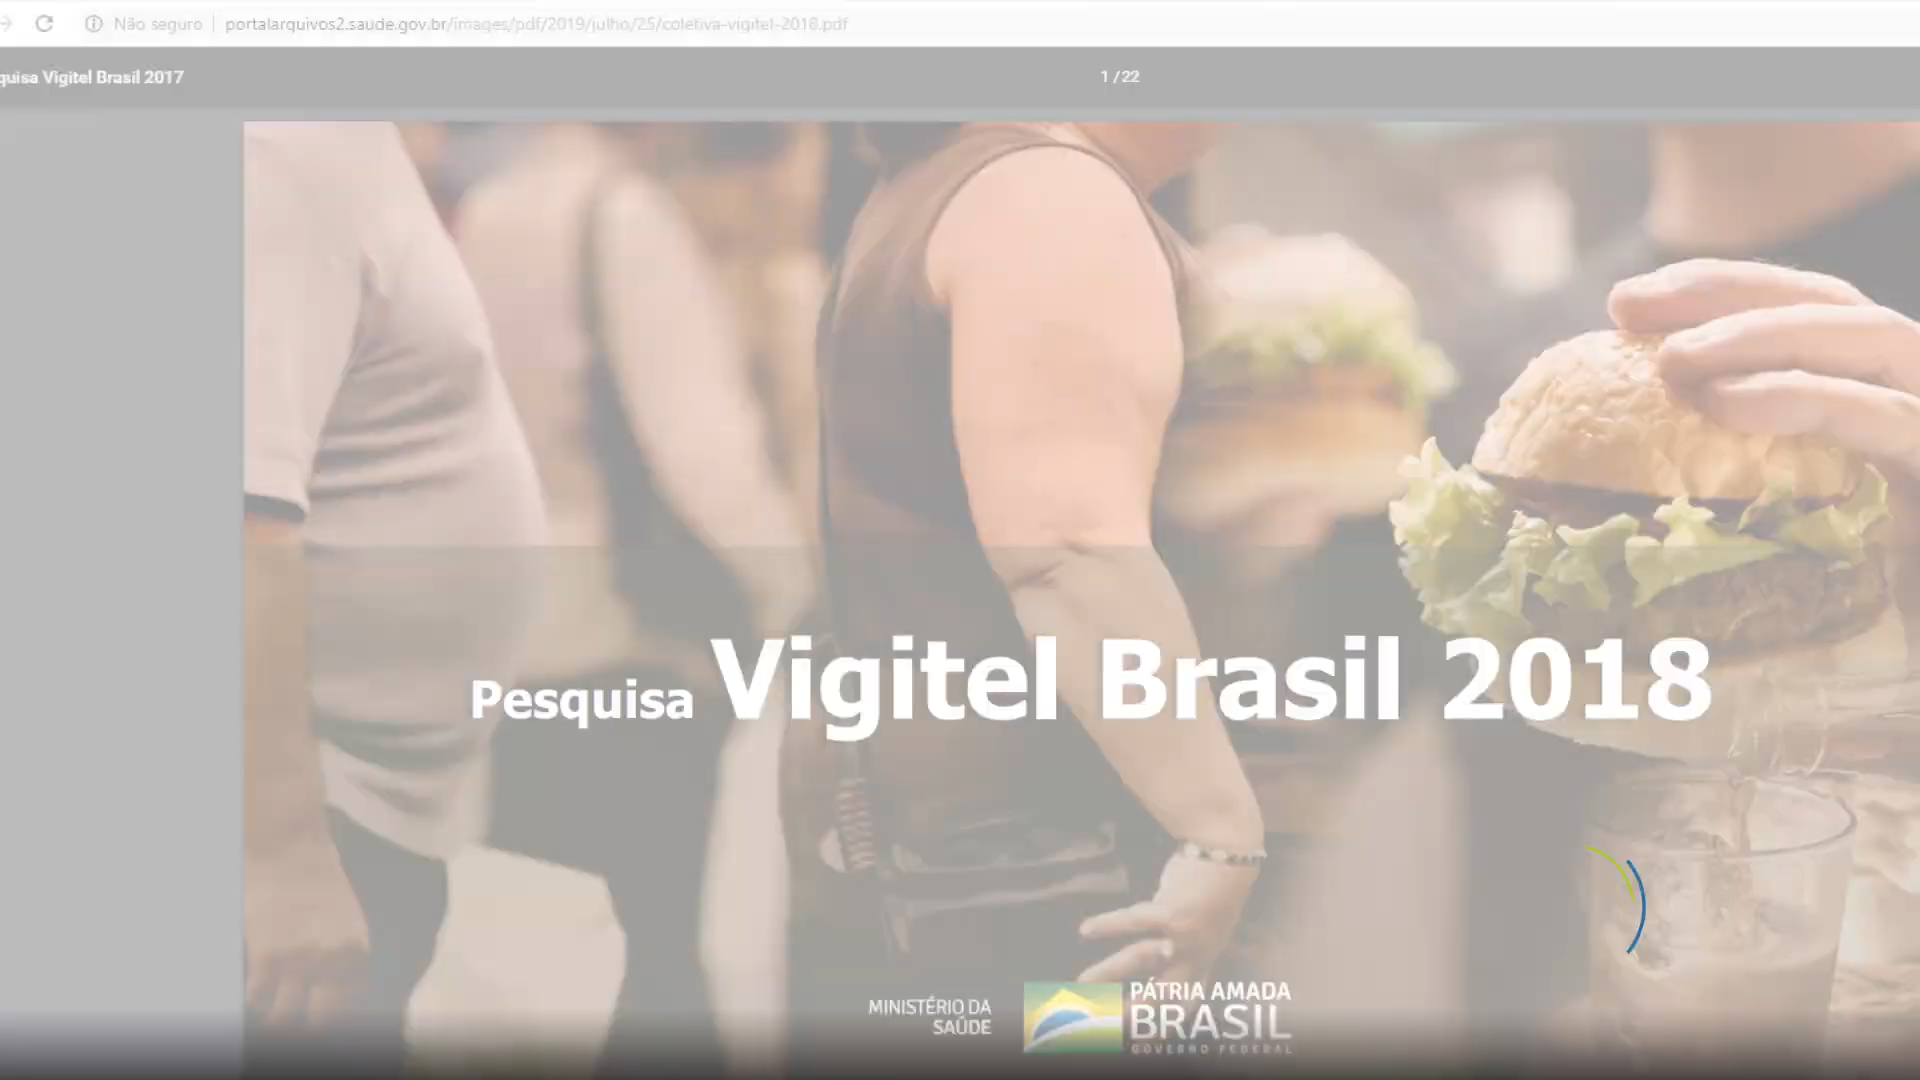 Não seguro | portalarquivos2.saude.gov.br/images/pdf/2019/julho/25/coletiva-vigitel-2018.pdf
quisa Vigitel Brasil 2017
1 / 22
Pesquisa Vigitel Brasil 2018
MINISTÉRIO DA
SAÚDE
PÁTRIA AMADA
BRASIL
GOVERNO FEDERAL